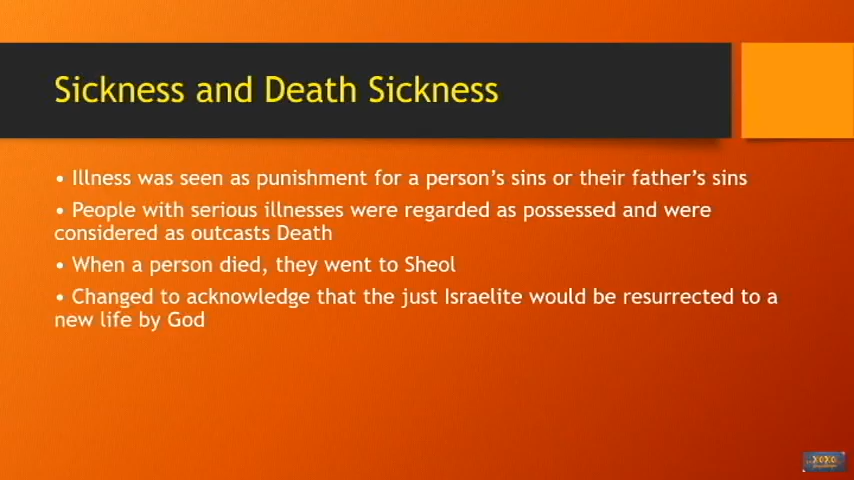 Sickness and Death Sickness
• Illness was seen as punishment for a person's sins or their father's sins
• People with serious illnesses were regarded as possessed and were
considered as outcasts Death
• When a person died, they went to Sheol
• Changed to acknowledge that the just Israelite would be resurrected to a
new life by God